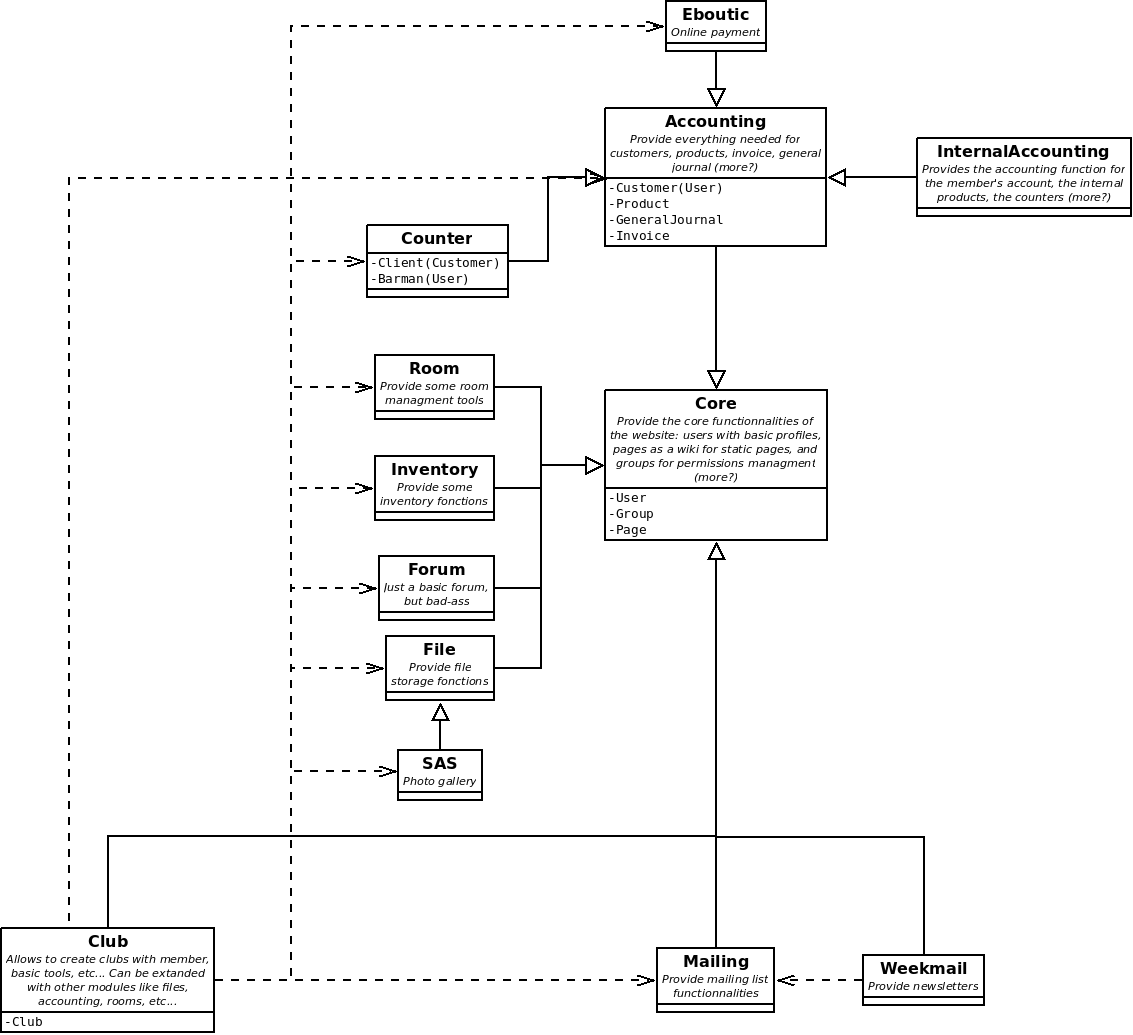 Eboutic
Online payment
Accounting
Provide everything needed for
customers, products, invoice, general
journal (more?)
-Customer(User)
-Product
-GeneralJournal
-Invoice
InternalAccounting
Provides the accounting function for
the member's account, the internal
products, the counters (more?)
Counter
-Client(Customer)
-Barman(User)
Room
Provide some room
managment tools
Core
Provide the core functionnalities of
the website: users with basic profiles,
pages as a wiki for static pages, and
groups for permissions managment
(more?)
-User
-Group
-Page
Inventory
Provide some
inventory fonctions
Forum
Just a basic forum,
but bad-ass
File
Provide file
storage fonctions
SAS
Photo gallery
Club
Allows to create clubs with member,
basic tools, etc... Can be extanded
with other modules like files,
accounting, rooms, etc...
-Club
Mailing
Provide mailing list
functionnalities
Weekmail
Provide newsletters